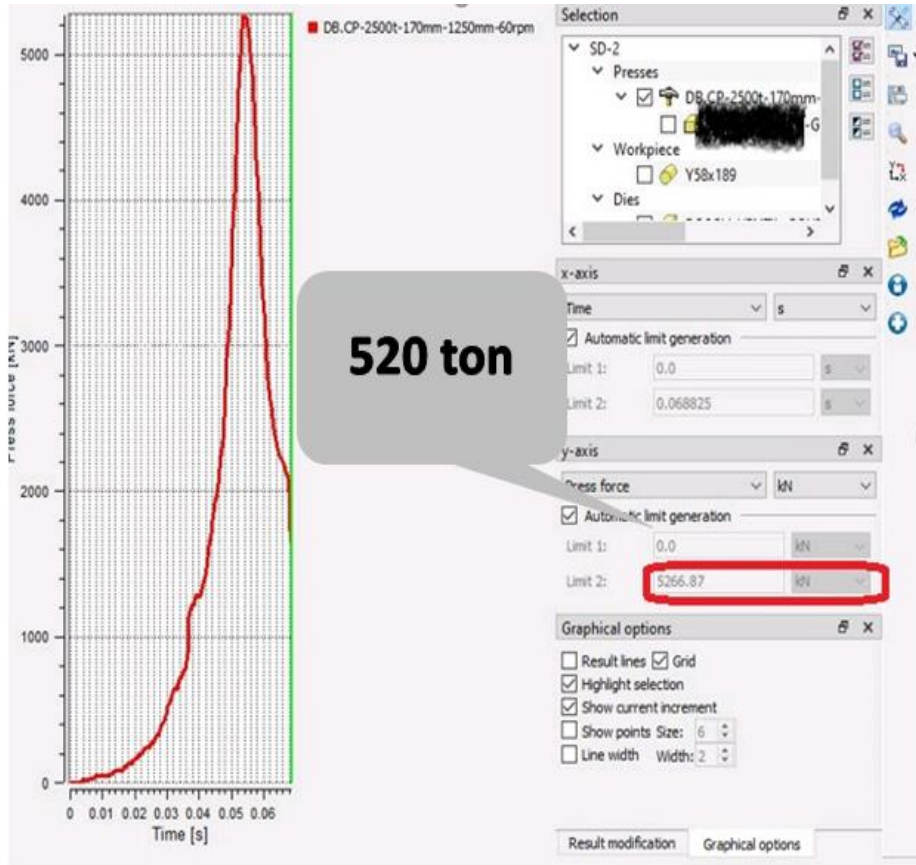 DB.CP-2500t-170mm-1250mm-60rpm
5000
4000
3000
2000
1000
0
Press force [kN]
0 0.01 0.02 0.03 0.04 0.05 0.06
Time [s]
520 ton
Selection
SD-2
Presses
DB.CP-2500t-170mm-
-G
Workpiece
Y58x189
Dies
x-axis
Time s
Automatic limit generation
Limit 1: 0.0 s
Limit 2: 0.068825 s
y-axis
Press force kN
Automatic limit generation
Limit 1: 0.0 kN
Limit 2: 5266.87 kN
Graphical options
Result lines Grid
Highlight selection
Show current increment
Show points Size: 6
Line width Width: 2
Result modification Graphical options